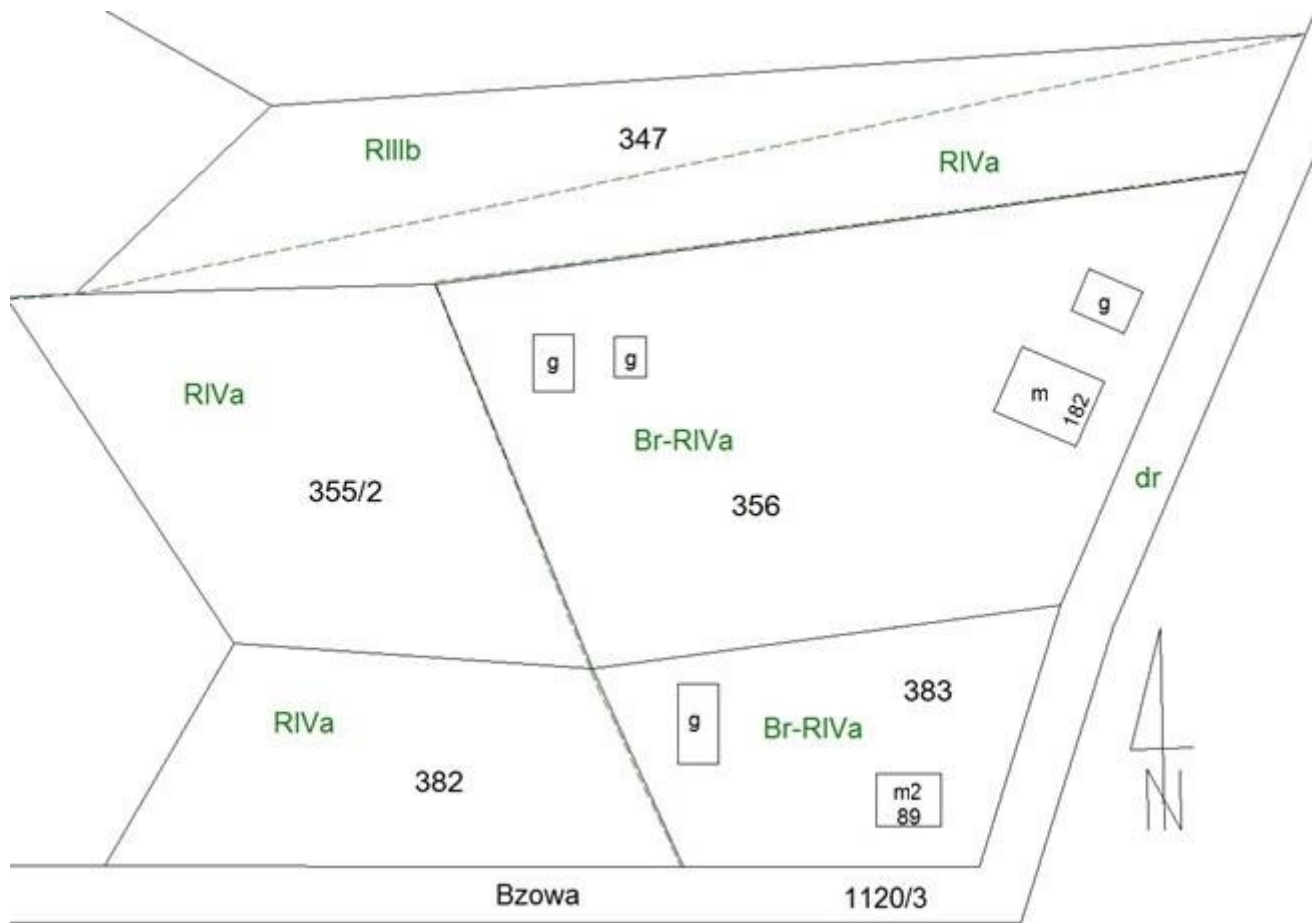 347
RIIIb
RIVa
g
g
g
RIVa
m
182
Br-RIVa
dr
355/2
356
383
RIVa
g
Br-RIVa
382
m2
89
N
Bzowa
1120/3